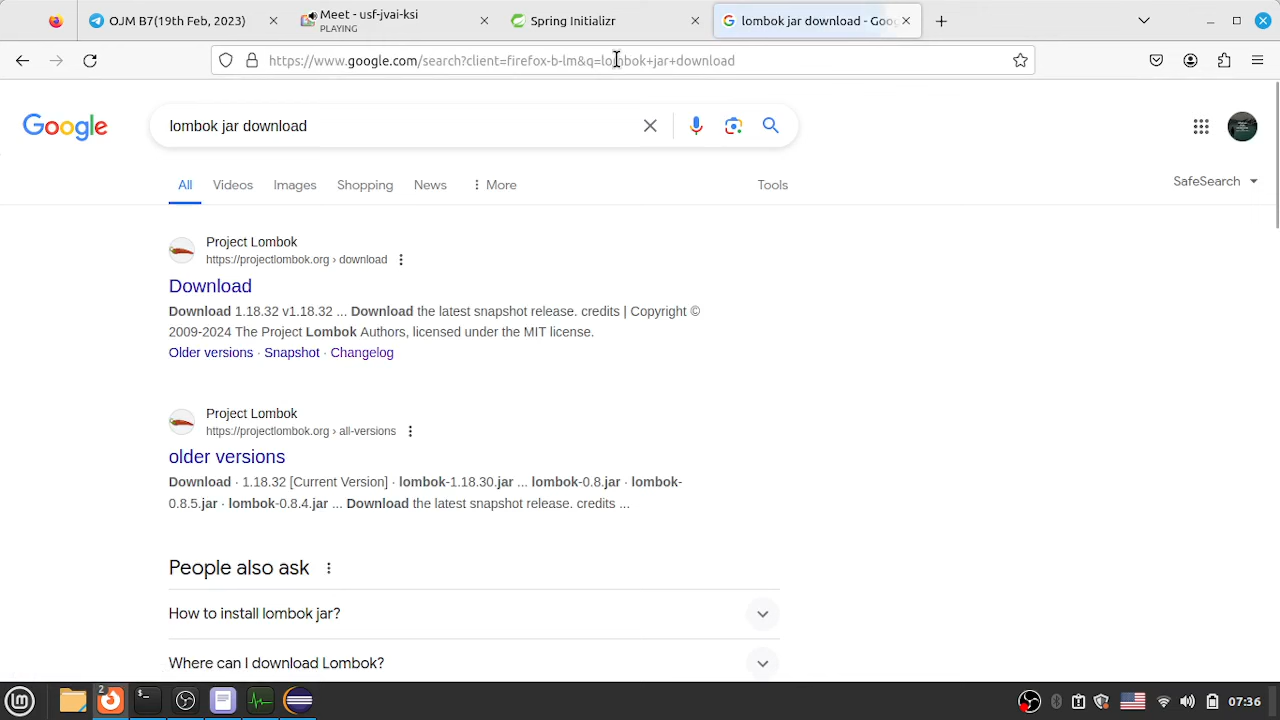 OJM B7(19th Feb, 2023)
Meet - usf-jvai-ksi
PLAYING
Spring Initializr
lombok jar download - Goo
https://www.google.com/search?client=firefox-b-lm&q=lombok+jar+download
Google
lombok jar download
All
Videos
Images
Shopping
News
More
Tools
SafeSearch
Project Lombok
https://projectlombok.org › download
Download
Download 1.18.32 v1.18.32 ... Download the latest snapshot release. credits | Copyright ©
2009-2024 The Project Lombok Authors, licensed under the MIT license.
Older versions · Snapshot · Changelog
Project Lombok
https://projectlombok.org › all-versions
older versions
Download · 1.18.32 [Current Version] · lombok-1.18.30.jar ... lombok-0.8.jar · lombok-
0.8.5.jar · lombok-0.8.4.jar ... Download the latest snapshot release. credits ...
People also ask
How to install lombok jar?
Where can I download Lombok?
2
07:36